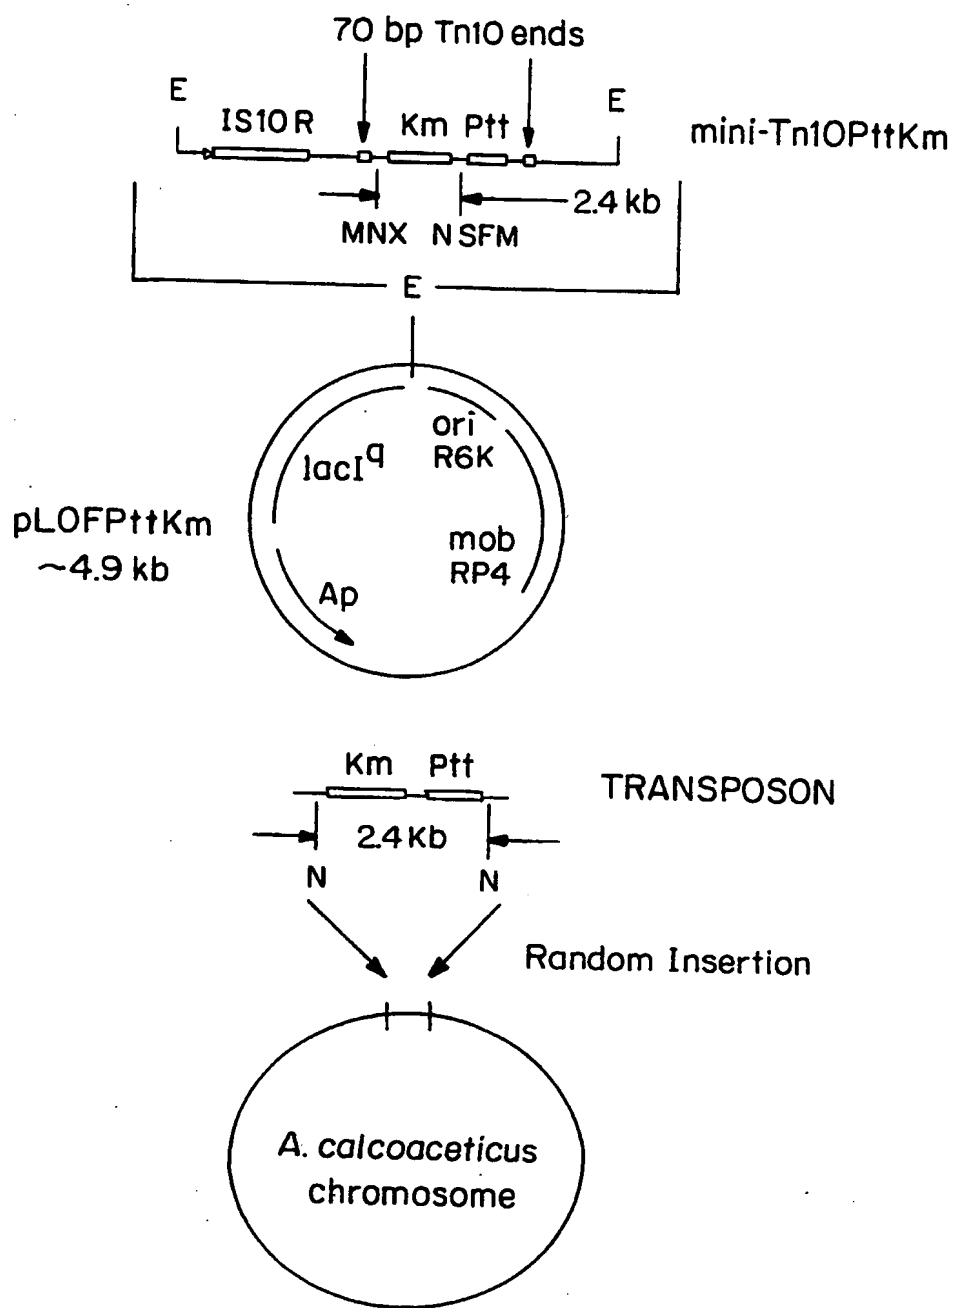 70 bp Tn10 ends
E
E
IS10 R
Km Ptt
mini-Tn10PttKm
2.4 kb
MNX N SFM
E
ori
R6K
lacIq
pLOFPttKm
~4.9 kb
mob
RP4
Ap
Km Ptt
TRANSPOSON
2.4 Kb
N
N
Random Insertion
A. calcoaceticus
chromosome